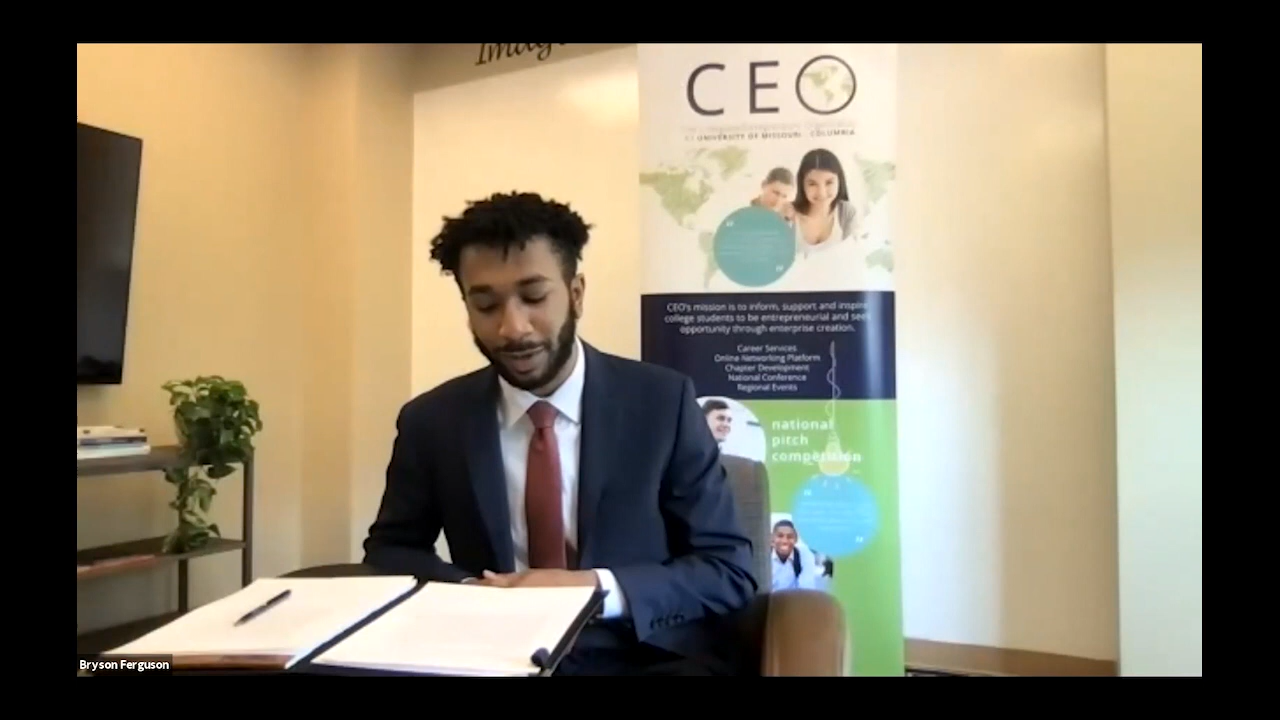 Imag
CEO
AT UNIVERSITY OF MISSOURI - COLUMBIA
CEO's mission is to inform, support and inspire
college students to be entrepreneurial and seek
opportunity through enterprise creation.
Career Services
Online Networking Platform
Chapter Development
National Conference
Regional Events
national
pitch
competition
Bryson Ferguson